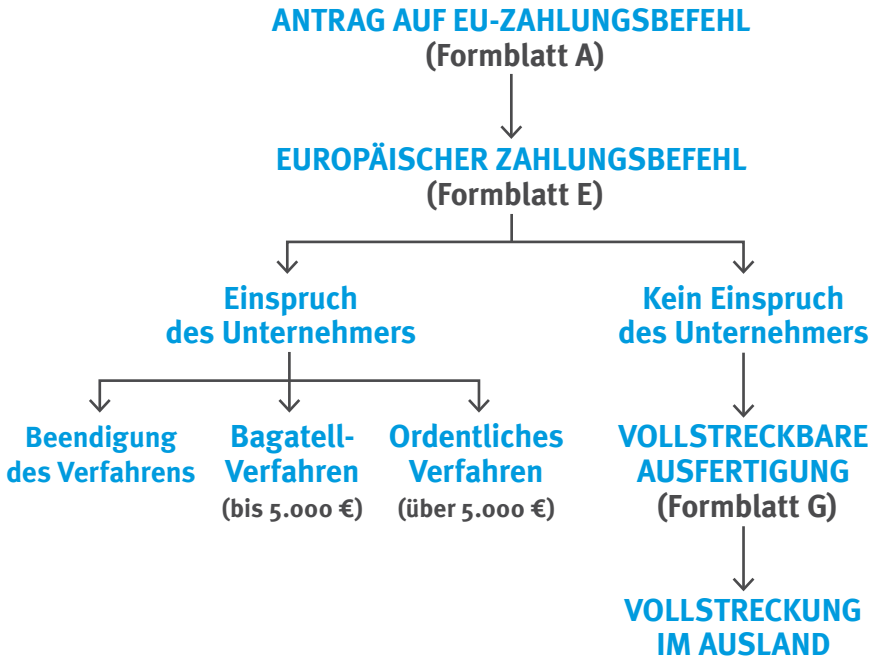 ANTRAG AUF EU-ZAHLUNGSBEFEHL
(Formblatt A)
EUROPÄISCHER ZAHLUNGSBEFEHL
(Formblatt E)
Einspruch
des Unternehmers
Kein Einspruch
des Unternehmers
Beendigung
des Verfahrens
Bagatell-
Verfahren
(bis 5.000 €)
Ordentliches
Verfahren
(über 5.000 €)
VOLLSTRECKBARE
AUSFERTIGUNG
(Formblatt G)
VOLLSTRECKUNG
IM AUSLAND